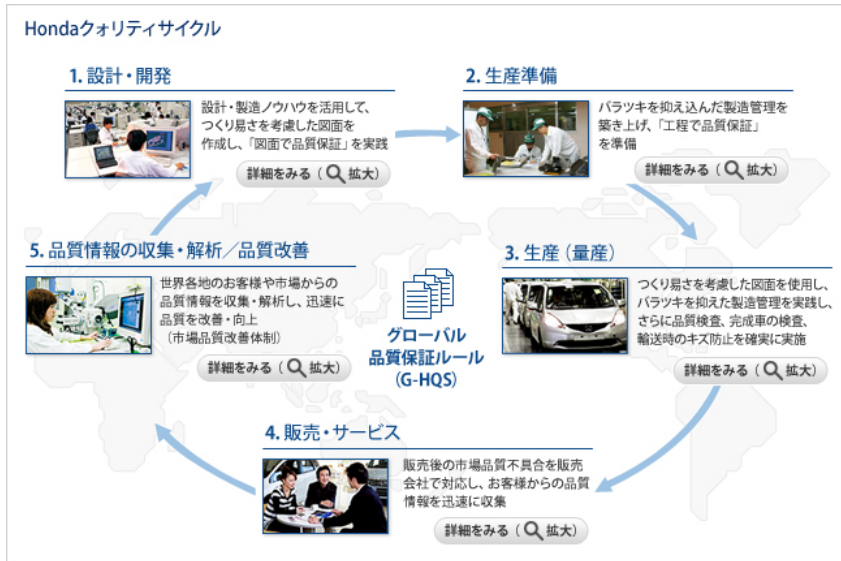 Hondaクォリティサイクル
1. 設計・開発
設計・製造ノウハウを活用して、
つくり易さを考慮した図面を
作成し、「図面で品質保証」を実践
詳細をみる（拡大）
2. 生産準備
バラツキを抑え込んだ製造管理を
築き上げ、「工程で品質保証」
を準備
詳細をみる（拡大）
3. 生産（量産）
つくり易さを考慮した図面を使用し、
バラツキを抑えた製造管理を実践し、
さらに品質検査、完成車の検査、
輸送時のキズ防止を確実に実施
詳細をみる（拡大）
4. 販売・サービス
販売後の市場品質不具合を販売
会社で対応し、お客様からの品質
情報を迅速に収集
詳細をみる（拡大）
5. 品質情報の収集・解析／品質改善
世界各地のお客様や市場からの
品質情報を収集・解析し、迅速に
品質を改善・向上
（市場品質改善体制）
詳細をみる（拡大）
グローバル
品質保証ルール
（G-HQS）